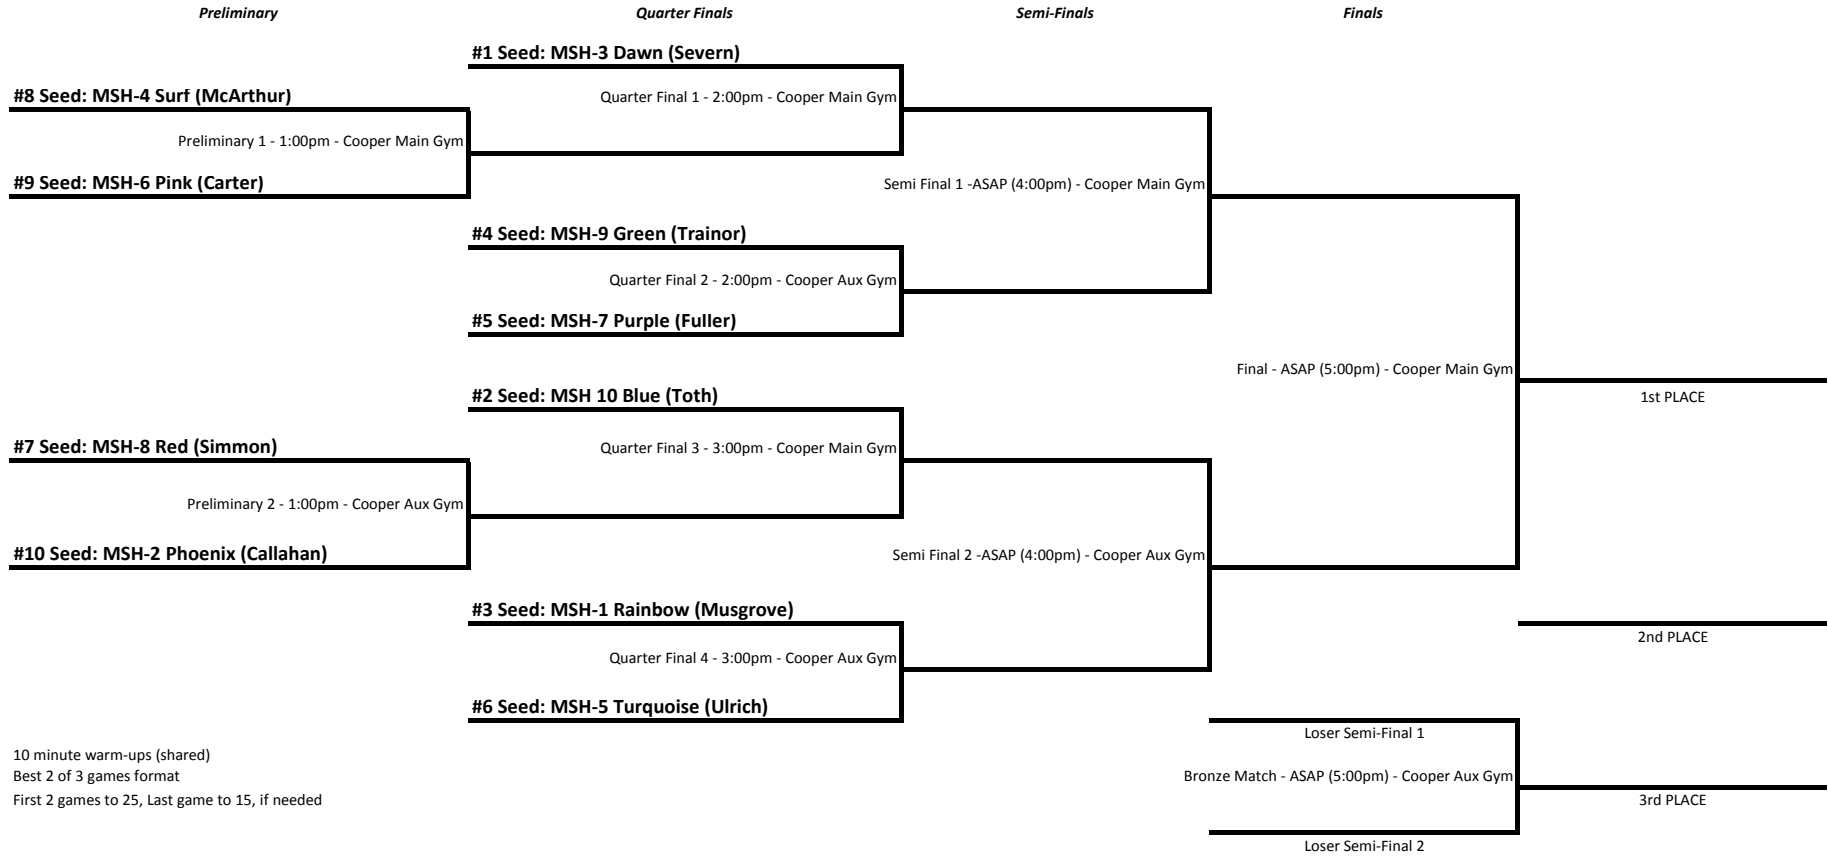 Preliminary
Quarter Finals
Semi-Finals
Finals
#1 Seed: MSH-3 Dawn (Severn)
#8 Seed: MSH-4 Surf (McArthur)
Quarter Final 1 - 2:00pm - Cooper Main Gym
Preliminary 1 - 1:00pm - Cooper Main Gym
#9 Seed: MSH-6 Pink (Carter)
Semi Final 1 -ASAP (4:00pm) - Cooper Main Gym
#4 Seed: MSH-9 Green (Trainor)
Quarter Final 2 - 2:00pm - Cooper Aux Gym
#5 Seed: MSH-7 Purple (Fuller)
Final - ASAP (5:00pm) - Cooper Main Gym
#2 Seed: MSH 10 Blue (Toth)
1st PLACE
#7 Seed: MSH-8 Red (Simmon)
Quarter Final 3 - 3:00pm - Cooper Main Gym
Preliminary 2 - 1:00pm - Cooper Aux Gym
#10 Seed: MSH-2 Phoenix (Callahan)
Semi Final 2 -ASAP (4:00pm) - Cooper Aux Gym
#3 Seed: MSH-1 Rainbow (Musgrove)
2nd PLACE
Quarter Final 4 - 3:00pm - Cooper Aux Gym
#6 Seed: MSH-5 Turquoise (Ulrich)
Loser Semi-Final 1
10 minute warm-ups (shared)
Best 2 of 3 games format
Bronze Match - ASAP (5:00pm) - Cooper Aux Gym
First 2 games to 25, Last game to 15, if needed
3rd PLACE
Loser Semi-Final 2